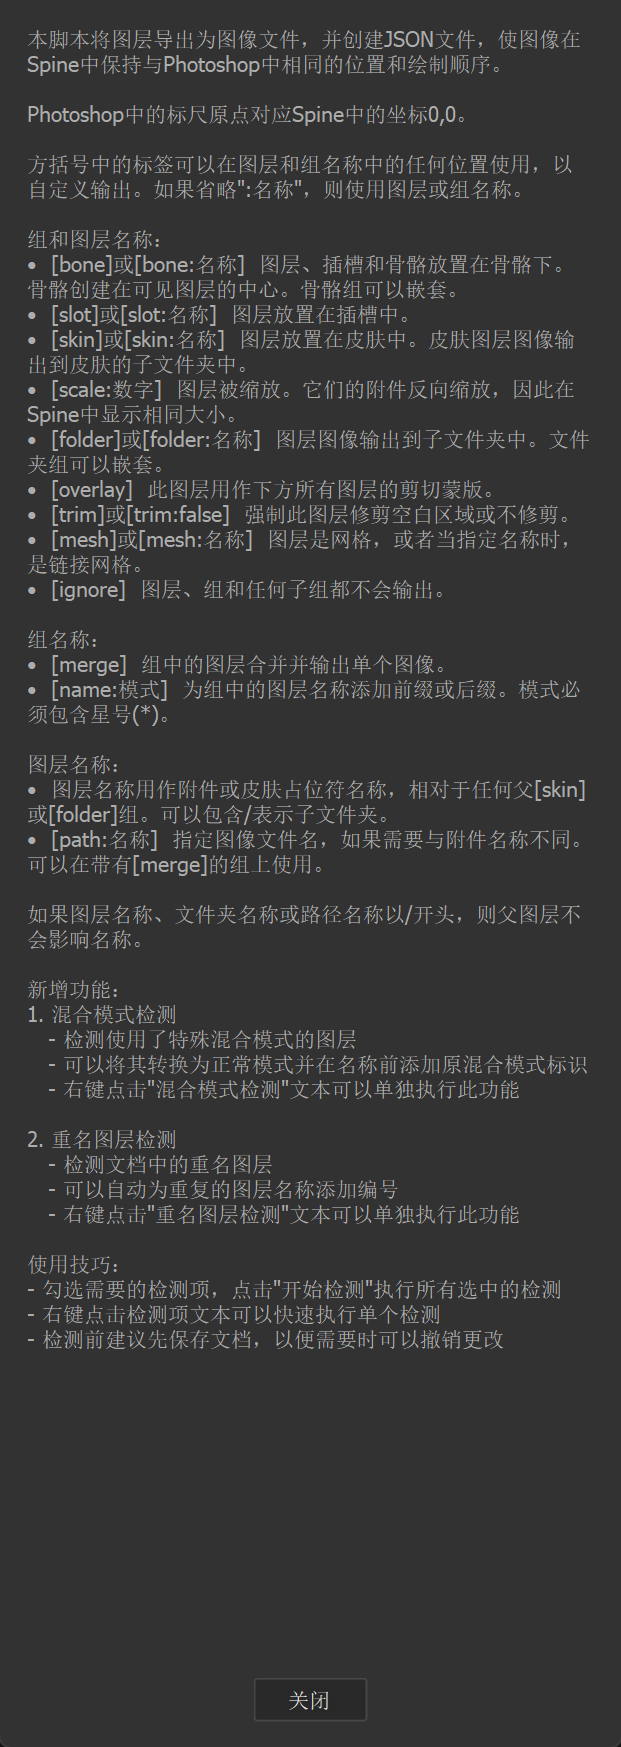 本脚本将图层导出为图像文件，并创建JSON文件，使图像在
Spine中保持与Photoshop中相同的位置和绘制顺序。
Photoshop中的标尺原点对应Spine中的坐标0,0。
方括号中的标签可以在图层和组名称中的任何位置使用，以
自定义输出。如果省略":名称"，则使用图层或组名称。
组和图层名称：
• [bone]或[bone:名称] 图层、插槽和骨骼放置在骨骼下。
骨骼创建在可见图层的中心。骨骼组可以嵌套。
• [slot]或[slot:名称] 图层放置在插槽中。
• [skin]或[skin:名称] 图层放置在皮肤中。皮肤图层图像输
出到皮肤的子文件夹中。
• [scale:数字] 图层被缩放。它们的附件反向缩放，因此在
Spine中显示相同大小。
• [folder]或[folder:名称] 图层图像输出到子文件夹中。文件
夹组可以嵌套。
• [overlay] 此图层用作下方所有图层的剪切蒙版。
• [trim]或[trim:false] 强制此图层修剪空白区域或不修剪。
• [mesh]或[mesh:名称] 图层是网格，或者当指定名称时，
是链接网格。
• [ignore] 图层、组和任何子组都不会输出。
组名称：
• [merge] 组中的图层合并并输出单个图像。
• [name:模式] 为组中的图层名称添加前缀或后缀。模式必
须包含星号(*)。
图层名称：
• 图层名称用作附件或皮肤占位符名称，相对于任何父[skin]
或[folder]组。可以包含/表示子文件夹。
• [path:名称] 指定图像文件名，如果需要与附件名称不同。
可以在带有[merge]的组上使用。
如果图层名称、文件夹名称或路径名称以/开头，则父图层不
会影响名称。
新增功能：
1. 混合模式检测
- 检测使用了特殊混合模式的图层
- 可以将其转换为正常模式并在名称前添加原混合模式标识
- 右键点击"混合模式检测"文本可以单独执行此功能
2. 重名图层检测
- 检测文档中的重名图层
- 可以自动为重复的图层名称添加编号
- 右键点击"重名图层检测"文本可以单独执行此功能
使用技巧：
- 勾选需要的检测项，点击"开始检测"执行所有选中的检测
- 右键点击检测项文本可以快速执行单个检测
- 检测前建议先保存文档，以便需要时可以撤销更改
关闭